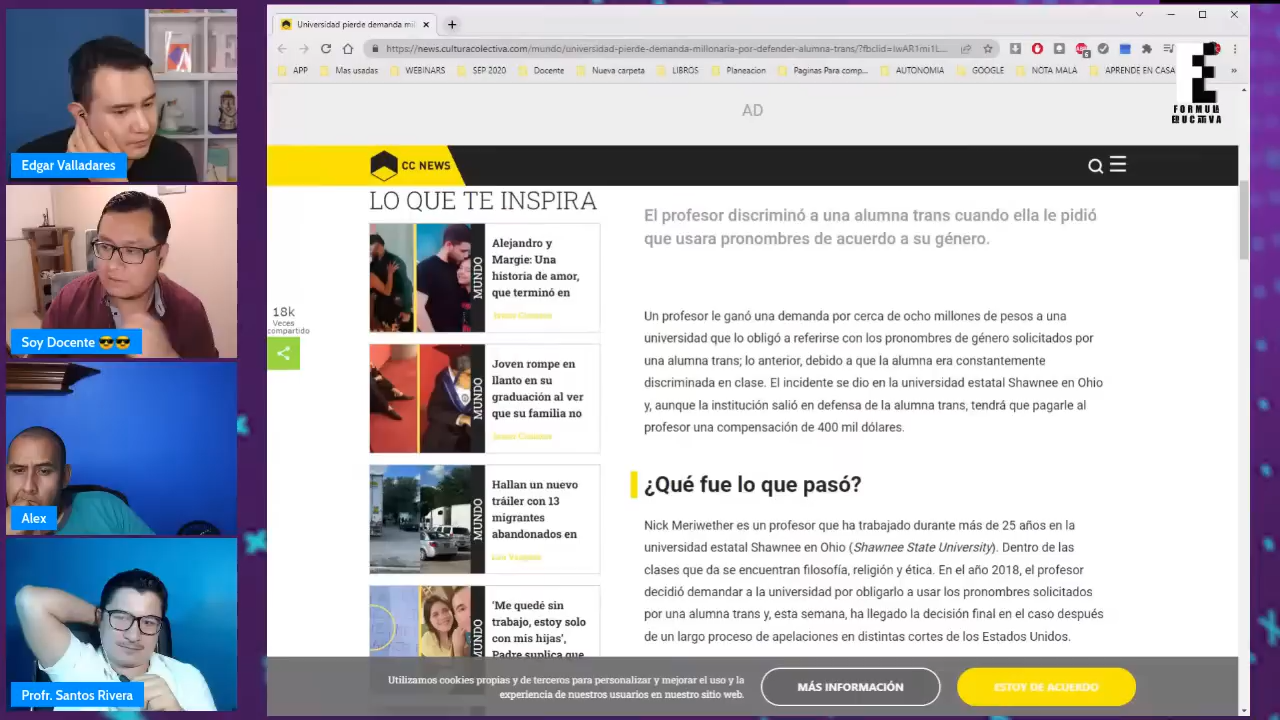 Universidad pierde demanda mi
https://news.culturacolectiva.com/mundo/universidad-pierde-demanda-millonaria-por-defender-alumna-trans/?fbclid=IwAR1m1L...
APP
Mas usadas
WEBINARS
SEP 2020
Docente
Nueva carpeta
LIBROS
Planeacion
Paginas Para comp...
AUTONOMIA
GOOGLE
NOTA MALA
APRENDE EN CASA
FORMULA
EDUCATIVA
AD
CC NEWS
Edgar Valladares
Soy Docente 😎😎
Alex
Profr. Santos Rivera
18k
Veces
compartido
LO QUE TE INSPIRA
MUNDO
Alejandro y
Margie: Una
historia de amor,
que terminó en
MUNDO
Joven rompe en
llanto en su
graduación al ver
que su familia no
MUNDO
Hallan un nuevo
tráiler con 13
migrantes
abandonados en
MUNDO
‘Me quedé sin
trabajo, estoy solo
con mis hijas’,
Padre suplica que
El profesor discriminó a una alumna trans cuando ella le pidió
que usara pronombres de acuerdo a su género.
Un profesor le ganó una demanda por cerca de ocho millones de pesos a una
universidad que lo obligó a referirse con los pronombres de género solicitados por
una alumna trans; lo anterior, debido a que la alumna era constantemente
discriminada en clase. El incidente se dio en la universidad estatal Shawnee en Ohio
y, aunque la institución salió en defensa de la alumna trans, tendrá que pagarle al
profesor una compensación de 400 mil dólares.
¿Qué fue lo que pasó?
Nick Meriwether es un profesor que ha trabajado durante más de 25 años en la
universidad estatal Shawnee en Ohio (Shawnee State University). Dentro de las
clases que da se encuentran filosofía, religión y ética. En el año 2018, el profesor
decidió demandar a la universidad por obligarlo a usar los pronombres solicitados
por una alumna trans y, esta semana, ha llegado la decisión final en el caso después
de un largo proceso de apelaciones en distintas cortes de los Estados Unidos.
Utilizamos cookies propias y de terceros para personalizar y mejorar el uso y la
experiencia de nuestros usuarios en nuestro sitio web.
MÁS INFORMACIÓN
ESTOY DE ACUERDO